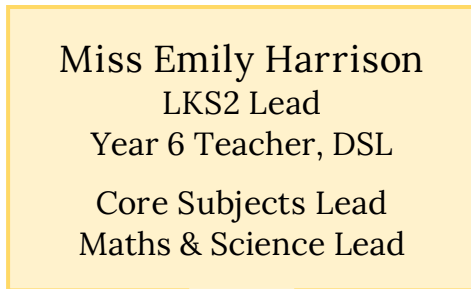 Miss Emily Harrison
LKS2 Lead
Year 6 Teacher, DSL
Core Subjects Lead
Maths & Science Lead